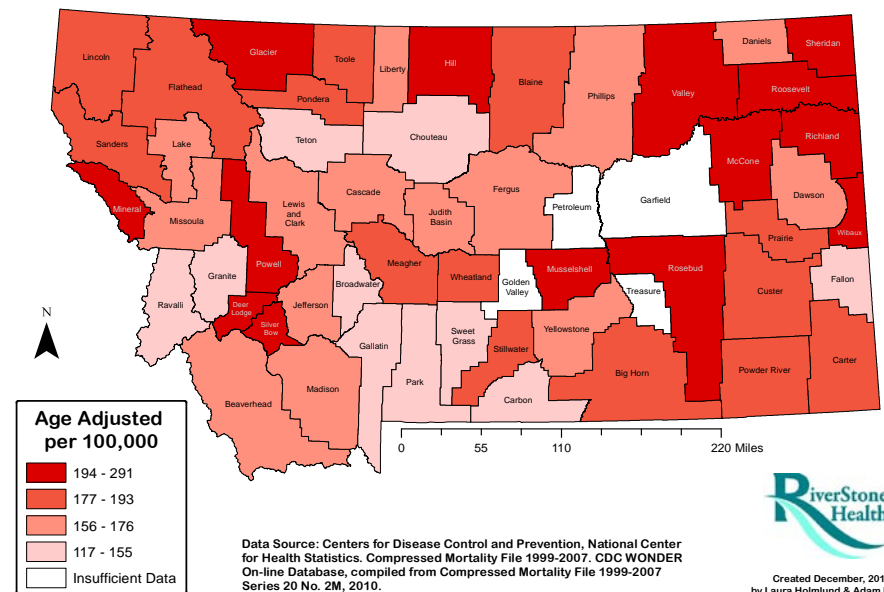 Lincoln
Glacier
Toole
Liberty
Hill
Blaine
Phillips
Valley
Daniels
Sheridan
Flathead
Pondera
Roosevelt
Sanders
Lake
Teton
Chouteau
McCone
Richland
Mineral
Missoula
Lewis
and
Clark
Cascade
Judith
Basin
Fergus
Petroleum
Garfield
Dawson
Wibaux
Prairie
Powell
Granite
Ravalli
Meagher
Wheatland
Golden
Valley
Musselshell
Rosebud
Treasure
Custer
Fallon
Broadwater
Jefferson
Deer
Lodge
Silver
Bow
Gallatin
Park
Sweet
Grass
Stillwater
Yellowstone
Big Horn
Powder River
Carter
Carbon
Beaverhead
Madison
N
0 55 110 220 Miles
Age Adjusted
per 100,000
194 - 291
177 - 193
156 - 176
117 - 155
Insufficient Data
Data Source: Centers for Disease Control and Prevention, National Center
for Health Statistics. Compressed Mortality File 1999-2007. CDC WONDER
On-line Database, compiled from Compressed Mortality File 1999-2007
Series 20 No. 2M, 2010.
RiverStone
Health
Created December, 201
by Laura Holmlund & Adam